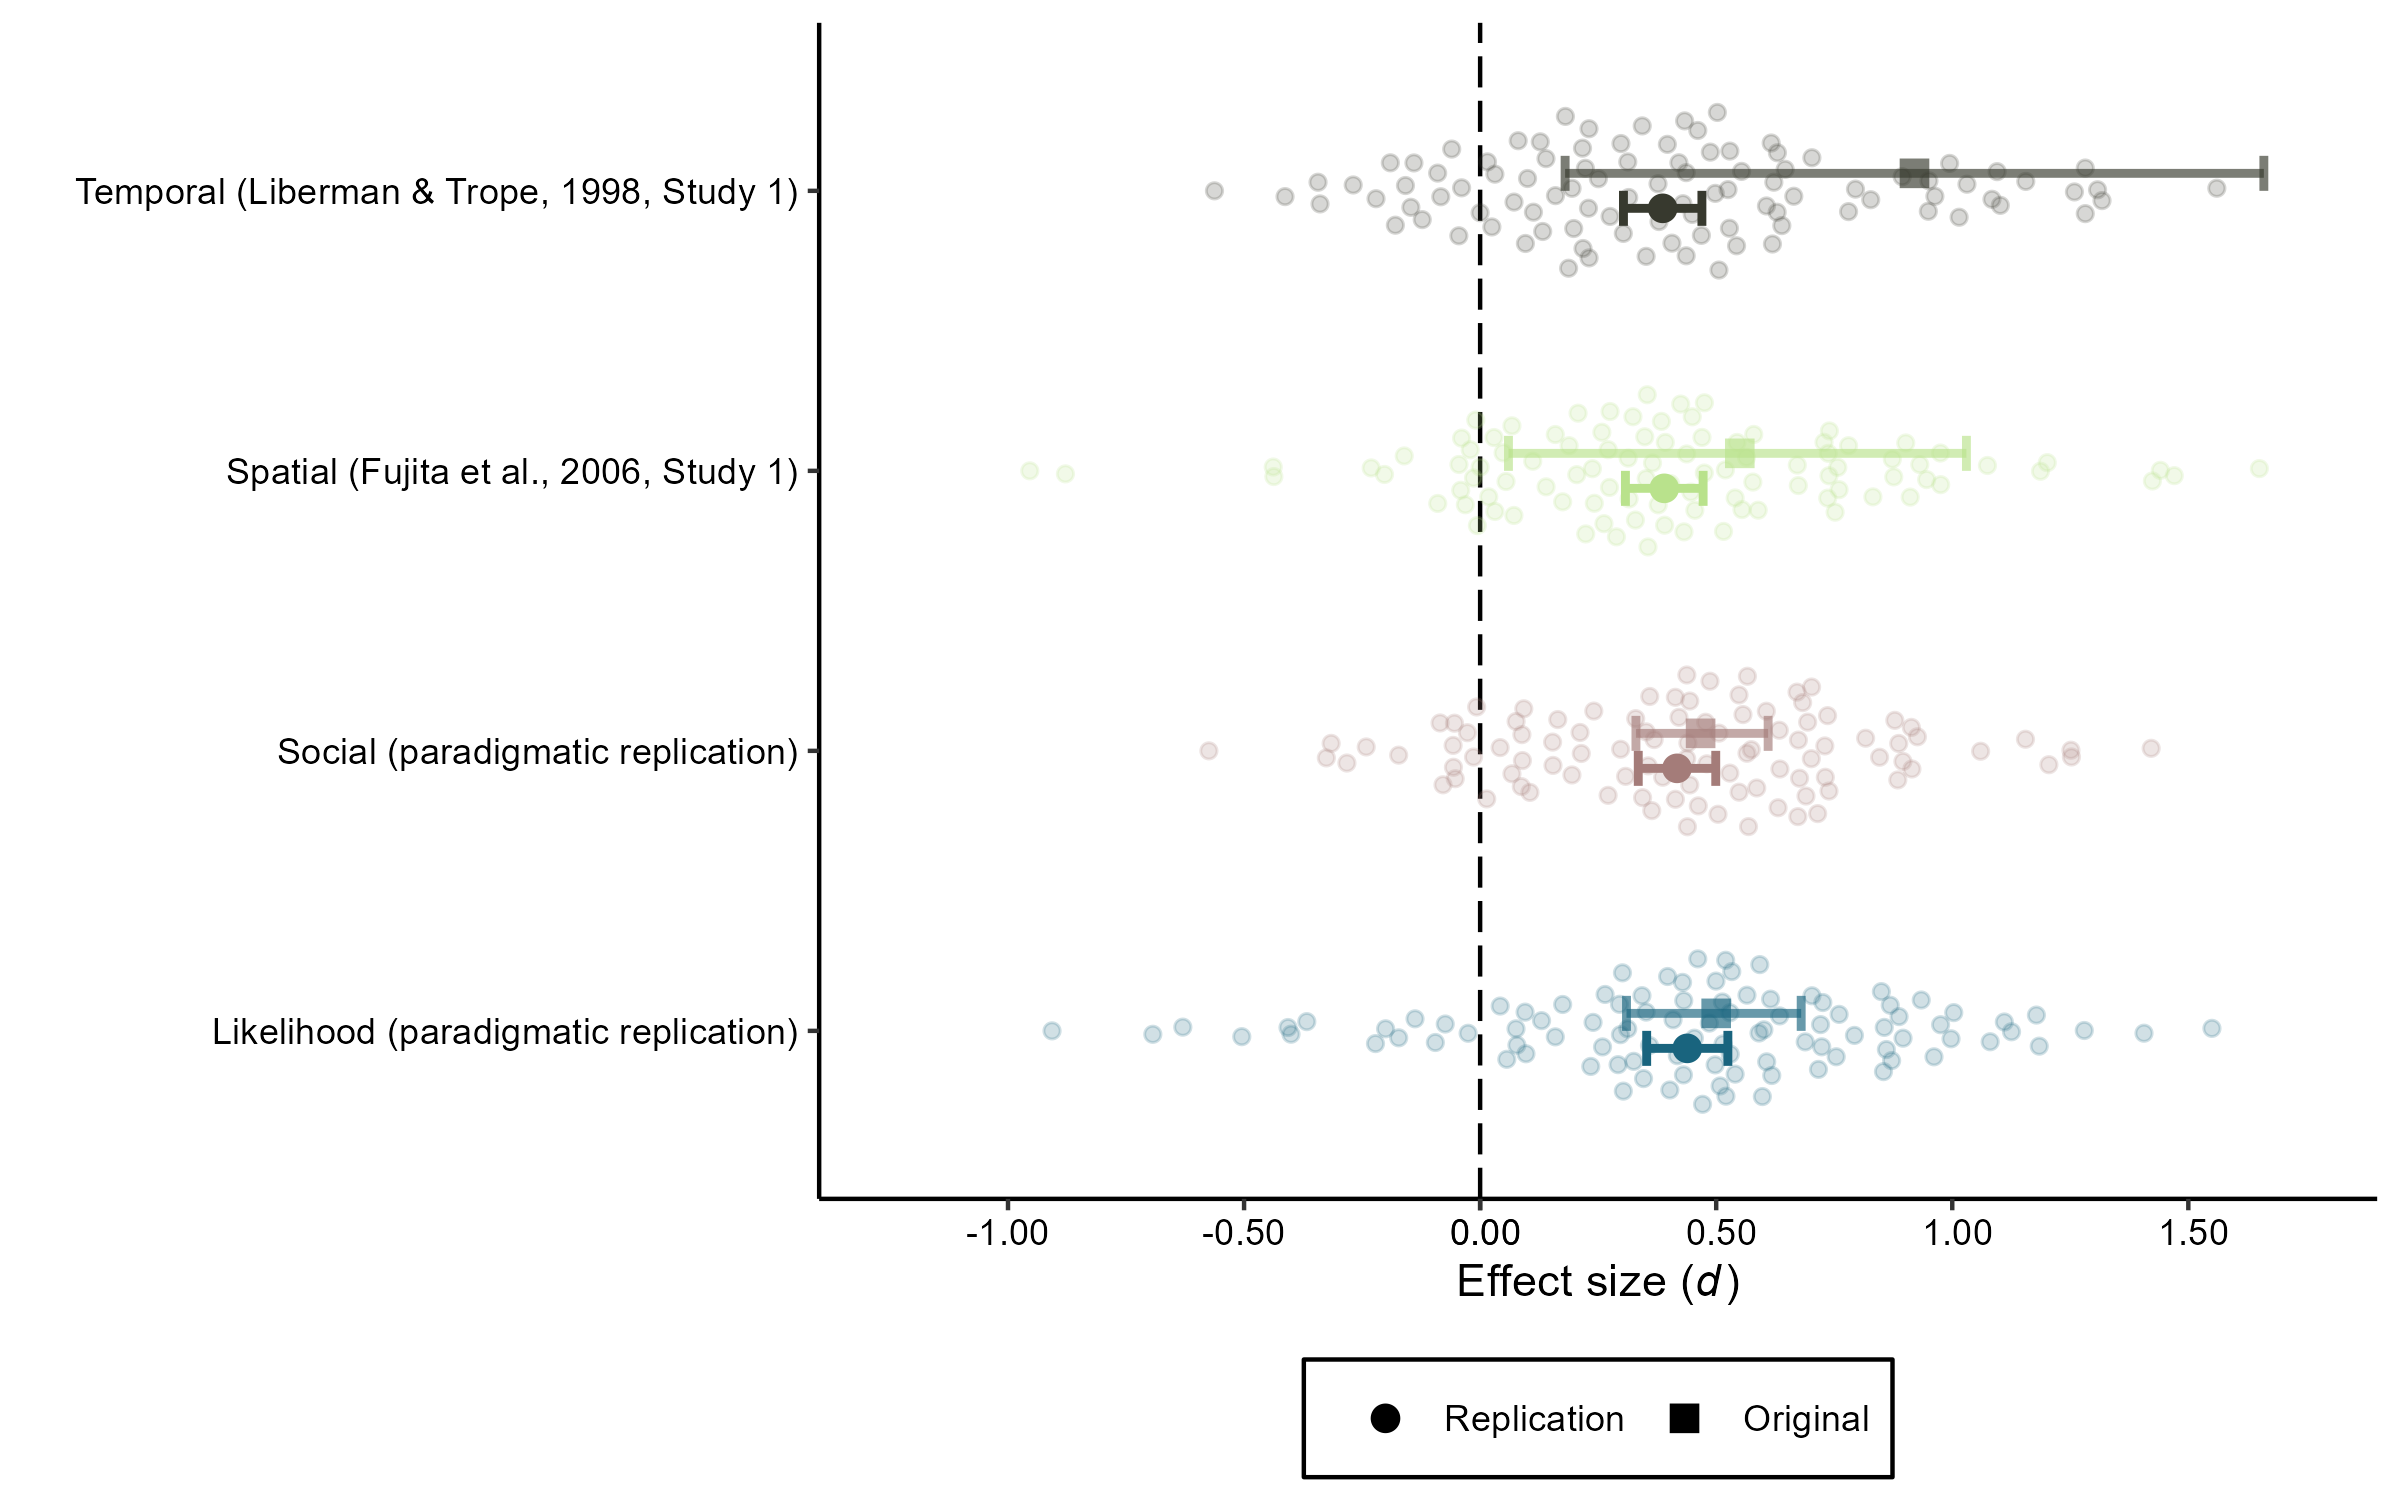 Temporal (Liberman & Trope, 1998, Study 1)
Spatial (Fujita et al., 2006, Study 1)
Social (paradigmatic replication)
Likelihood (paradigmatic replication)
-1.00 -0.50 0.00 0.50 1.00 1.50
Effect size (d)
Replication Original